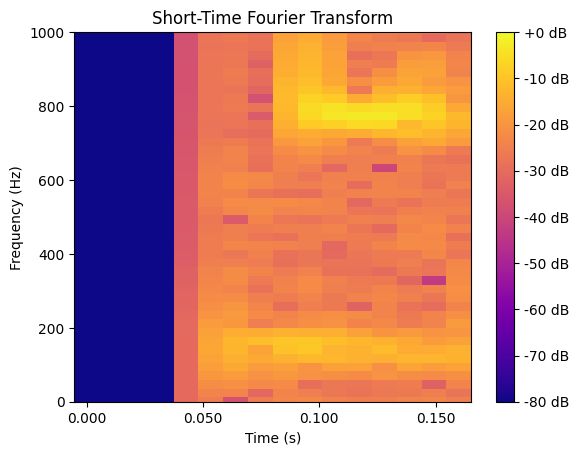 Short-Time Fourier Transform
1000
800
600
400
200
0
Frequency (Hz)
0.000
0.050
0.100
0.150
Time (s)
+0 dB
-10 dB
-20 dB
-30 dB
-40 dB
-50 dB
-60 dB
-70 dB
-80 dB